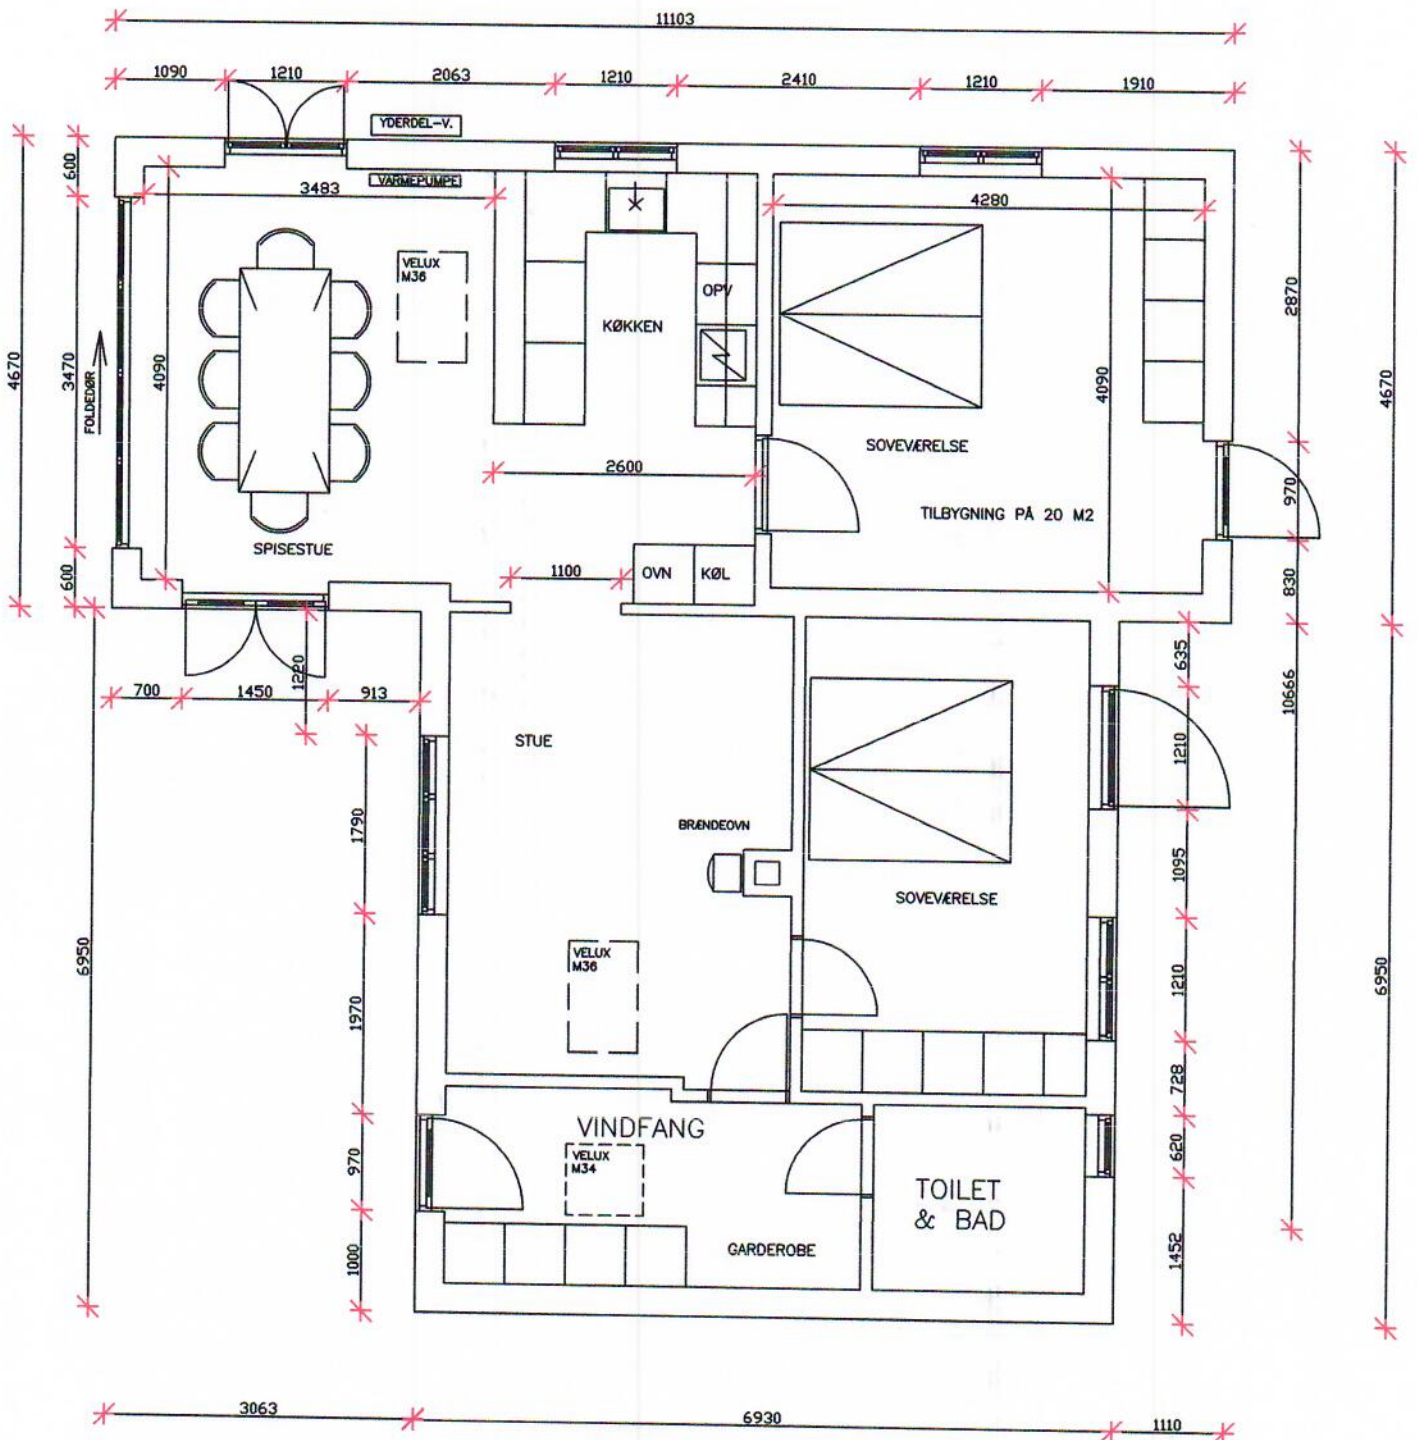 11103
1090 1210 2063 1210 2410 1210 1910
YDERDEL-V.
VARMEPUMPE
600
3483
4280
VELUX
M36
OPV
KØKKEN
2870
4670
3470
4090
FOLDEDØR
4090
4670
SOVEVÆRELSE
2600
970
TILBYGNING PÅ 20 M2
SPISESTUE
600
1100
OVN
KØL
830
1220
635
700 1450 913
10666
STUE
1210
1790
BRÆNDEOVN
1095
SOVEVÆRELSE
6950
VELUX
M36
1970
1210
6950
728
VINDFANG
VELUX
M34
970
620
TOILET
& BAD
GARDEROBE
1000
1452
3063 6930 1110